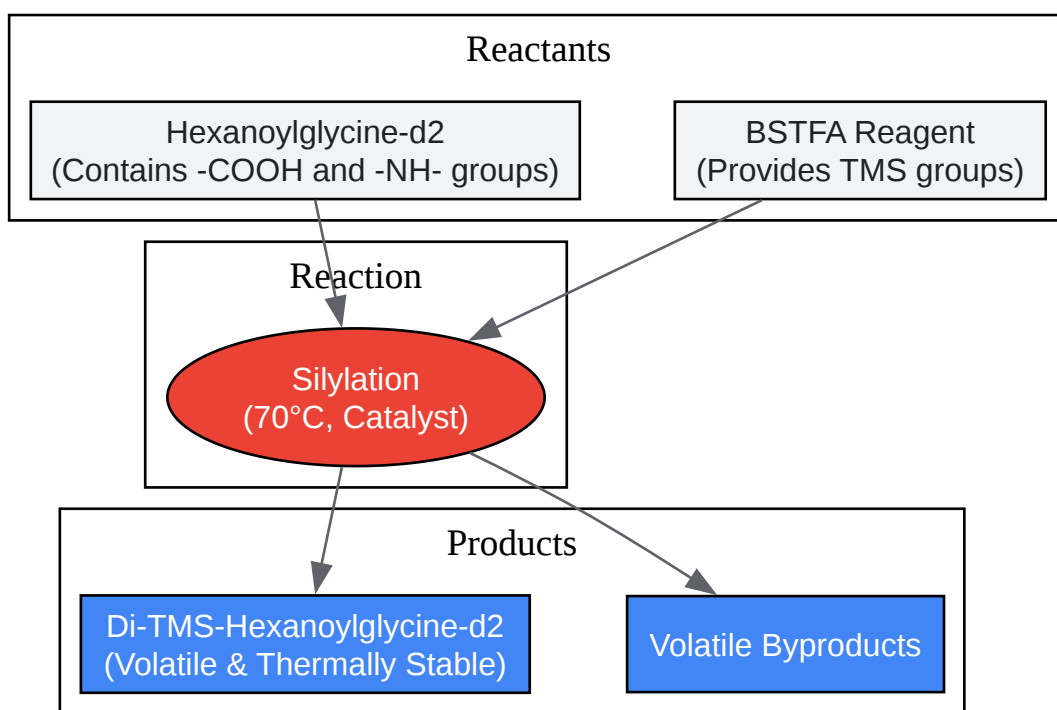 Reactants
Hexanoylglycine-d2
(Contains -COOH and -NH- groups)
BSTFA Reagent
(Provides TMS groups)
Reaction
Silylation
(70°C, Catalyst)
Products
Di-TMS-Hexanoylglycine-d2
(Volatile & Thermally Stable)
Volatile Byproducts